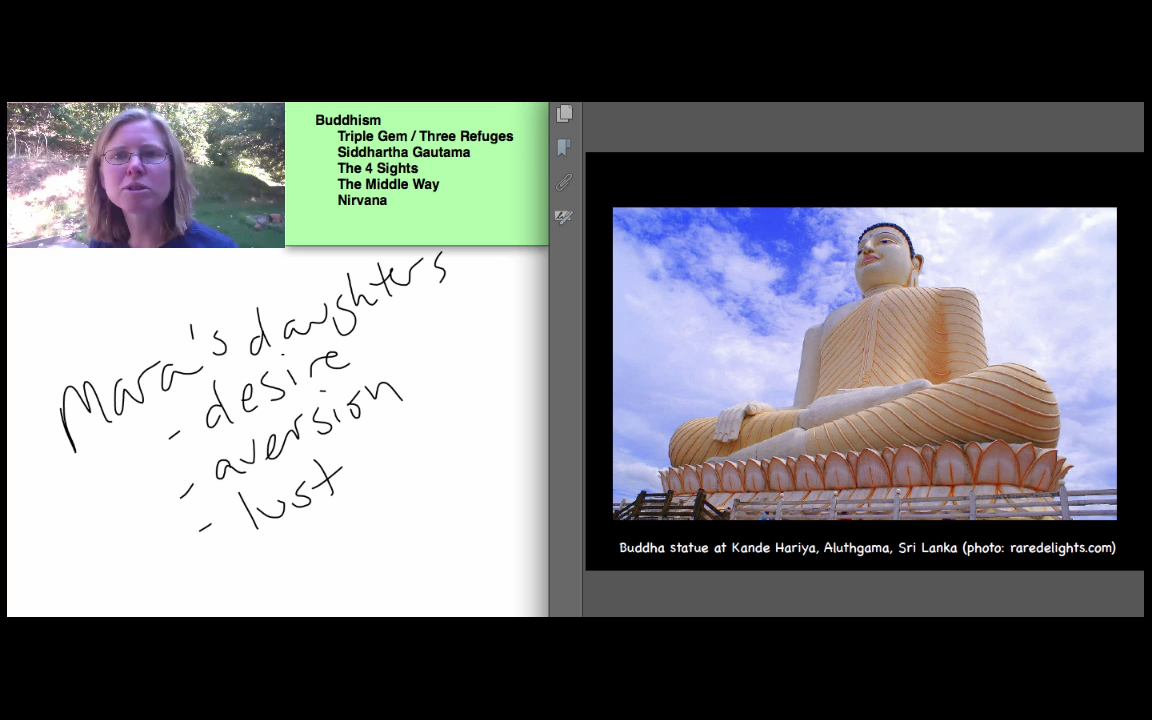 Buddhism
Triple Gem / Three Refuges
Siddhartha Gautama
The 4 Sights
The Middle Way
Nirvana
Mara's daughters
- desire
- aversion
- lust
Buddha statue at Kande Hariya, Aluthgama, Sri Lanka (photo: raredelights.com)